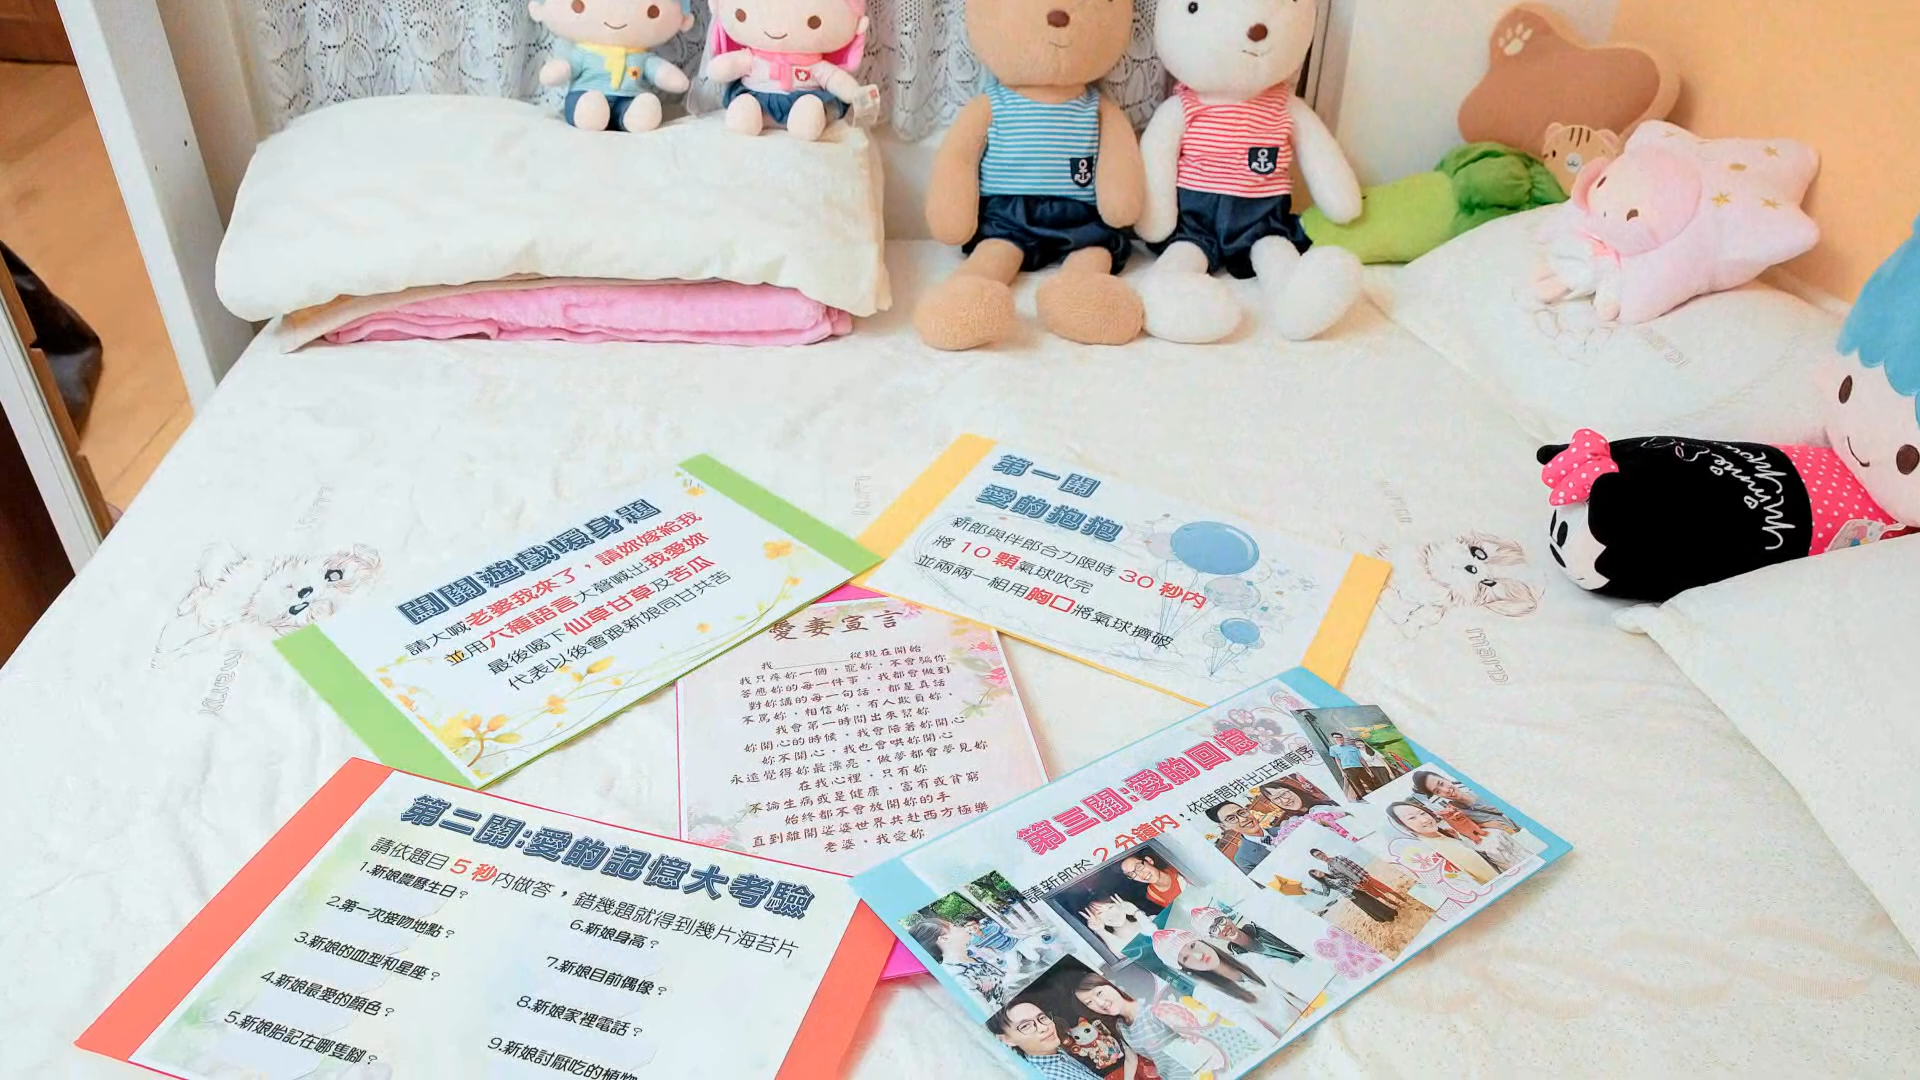 闖關遊戲暖身題
請大喊老婆我來了，請妳嫁給我
並用六種語言大聲喊出我愛妳
最後喝下仙草甘草及苦瓜
代表以後會跟新娘同甘共苦
第一關
愛的抱抱
新郎與伴郎合力限時 30 秒內
將 10 顆氣球吹完
並兩兩一組用胸口將氣球擠破
愛妻宣言
我 從現在開始
我只疼妳一個，寵妳，不會騙你
答應妳的每一件事，我都會做到
對妳講的每一句話，都是真話
不罵妳，相信妳，有人欺負妳，
我會第一時間出來幫妳
妳開心的時候，我會陪著妳開心
妳不開心，我也會哄妳開心
永遠覺得妳最漂亮，做夢都會夢見妳
在我心裡，只有妳
不論生病或是健康，富有或貧窮
始終都不會放開妳的手
直到離開娑婆世界共赴西方極樂
老婆，我愛妳
第二關:愛的記憶大考驗
請依題目 5 秒內做答，錯幾題就得到幾片海苔片
1.新娘農曆生日？
2.第一次接吻地點？
3.新娘的血型和星座？
4.新娘最愛的顏色？
5.新娘胎記在哪隻腳？
6.新娘身高？
7.新娘目前偶像？
8.新娘家裡電話？
9.新娘討厭吃的植物
第三關:愛的回憶
請新郎於 2 分鐘內，依時間排出正確順序